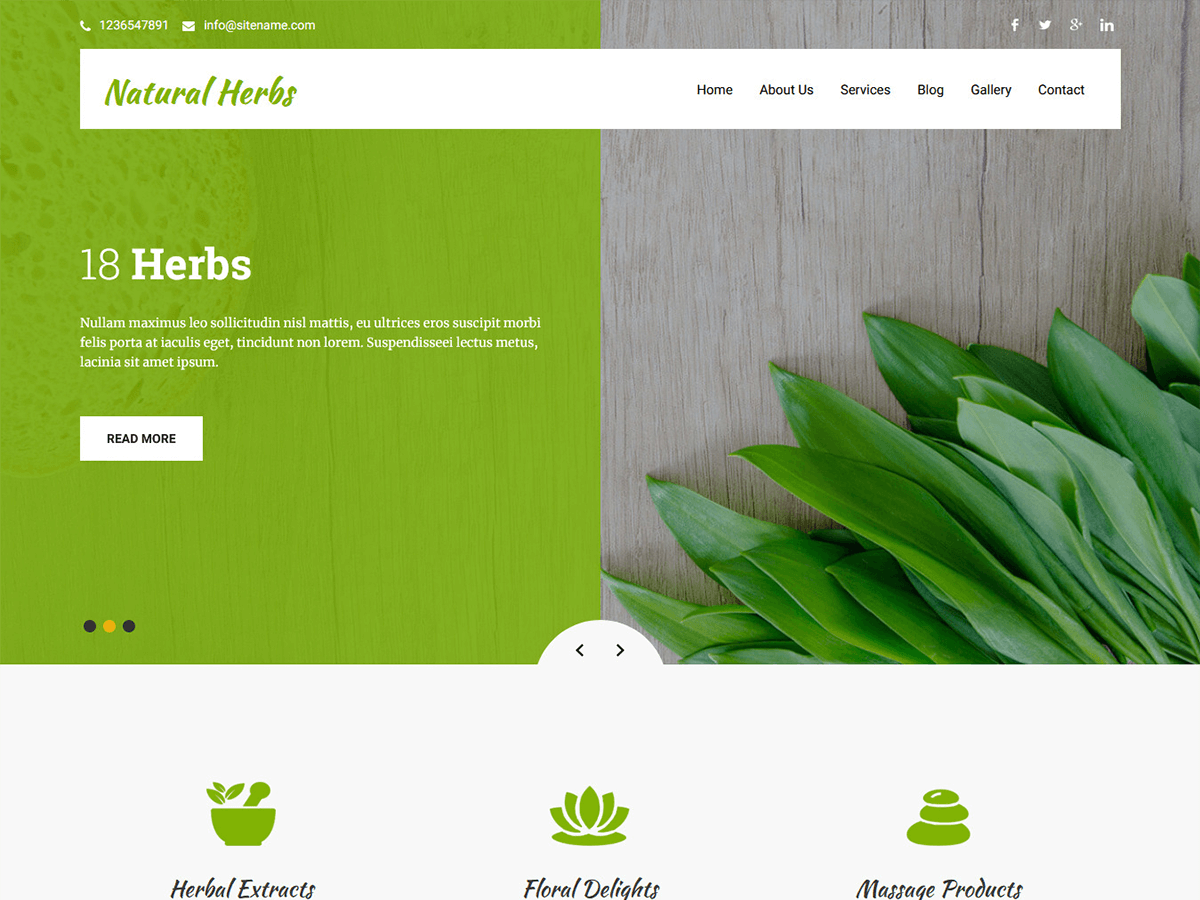 1236547891 info@sitename.com
Natural Herbs
Home About Us Services Blog Gallery Contact
18 Herbs
Nullam maximus leo sollicitudin nisl mattis, eu ultrices eros suscipit morbi
felis porta at iaculis eget, tincidunt non lorem. Suspendisseei lectus metus,
lacinia sit amet ipsum.
READ MORE
Herbal Extracts Floral Delights Massage Products